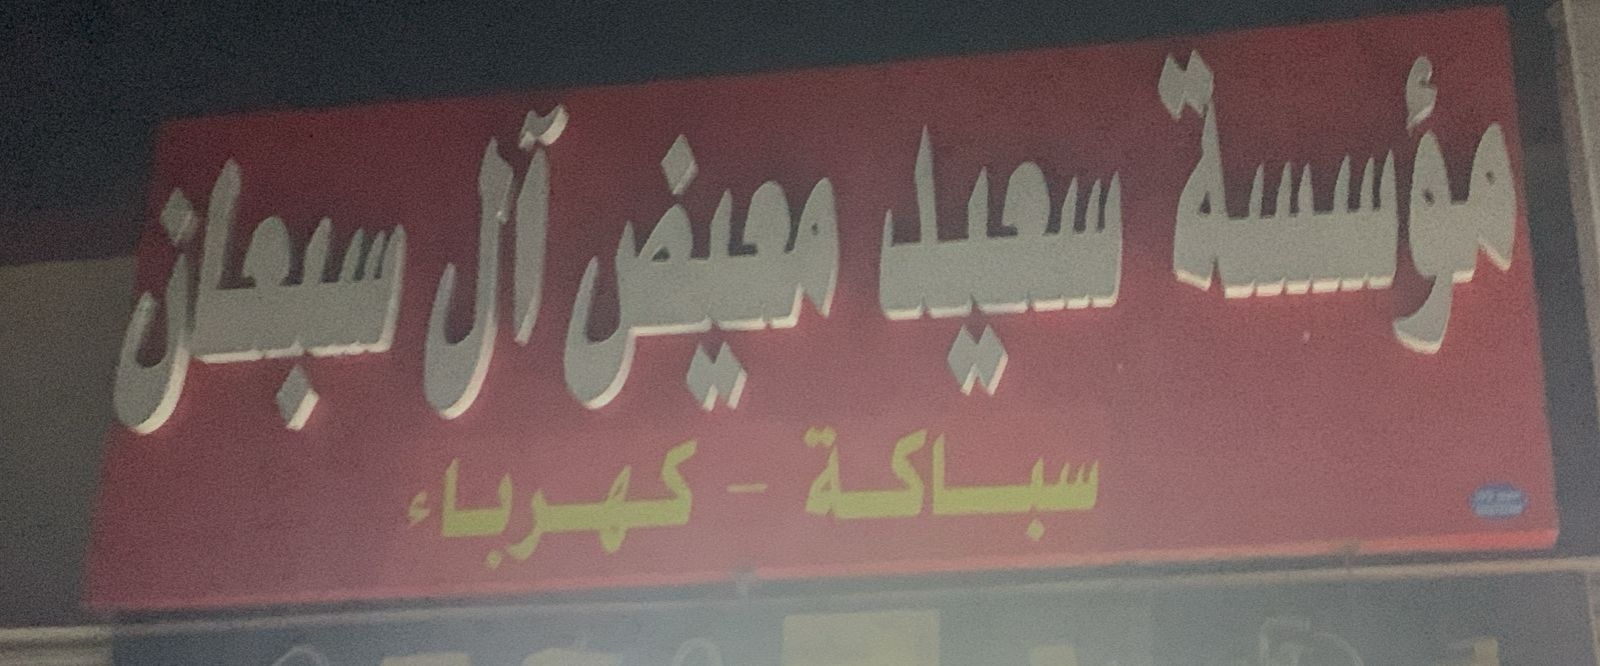 مؤسسة سعيد معيض آل سبعان
سباكة - كهرباء